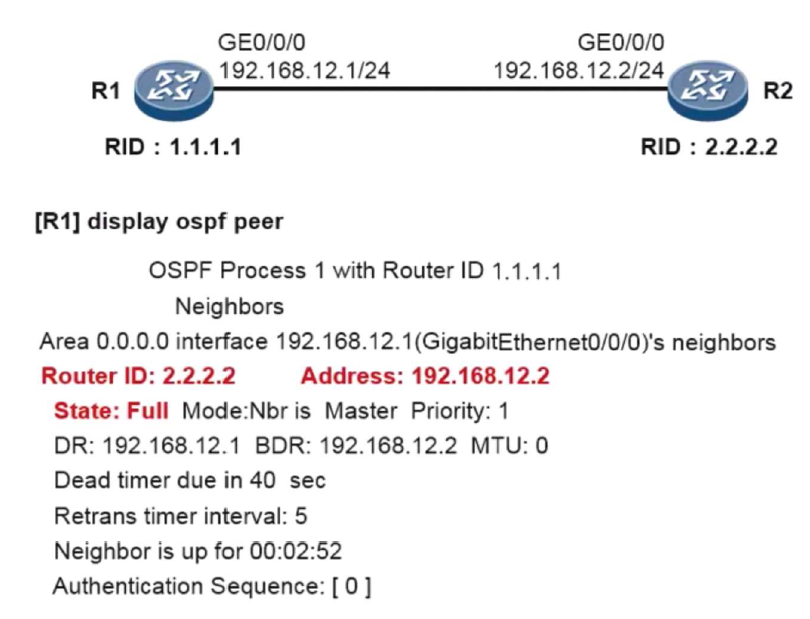 GE0/0/0 GE0/0/0
192.168.12.1/24 192.168.12.2/24
R1 R2
RID : 1.1.1.1 RID : 2.2.2.2
[R1] display ospf peer
OSPF Process 1 with Router ID 1.1.1.1
Neighbors
Area 0.0.0.0 interface 192.168.12.1(GigabitEthernet0/0/0)'s neighbors
Router ID: 2.2.2.2 Address: 192.168.12.2
State: Full Mode:Nbr is Master Priority: 1
DR: 192.168.12.1 BDR: 192.168.12.2 MTU: 0
Dead timer due in 40 sec
Retrans timer interval: 5
Neighbor is up for 00:02:52
Authentication Sequence: [ 0 ]